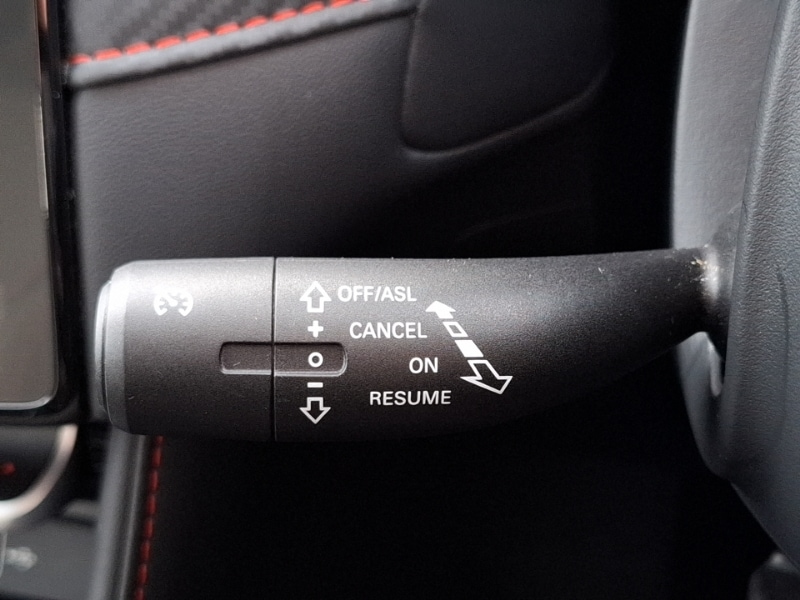 OFF/ASL
+ CANCEL
O ON
- RESUME